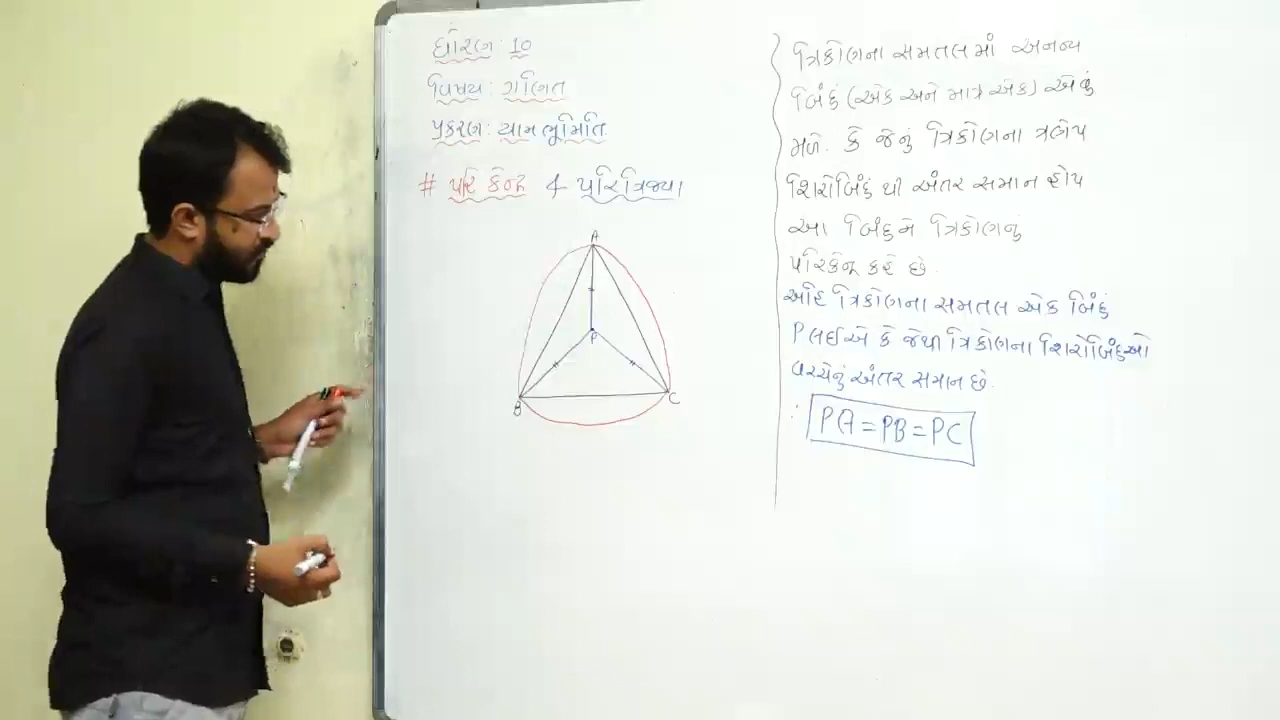 ધોરણ : 10
વિષય : ગણિત
પ્રકરણ : યામ ભૂમિતિ
# પરિકેન્દ્ર & પરિત્રિજ્યા
A
P
B
C
ત્રિકોણના સમતલમાં અનન્ય
બિંદુ (એક અને માત્ર એક) એવું
મળે. કે જેનું ત્રિકોણના ત્રણેય
શિરોબિંદુ થી અંતર સમાન હોય
આ બિંદુને ત્રિકોણનું
પરિકેન્દ્ર કહે છે.
અહિ ત્રિકોણના સમતલ એક બિંદુ
P લઈએ કે જેથી ત્રિકોણના શિરોબિંદુઓ
વચ્ચેનું અંતર સમાન છે.
: PA = PB = PC